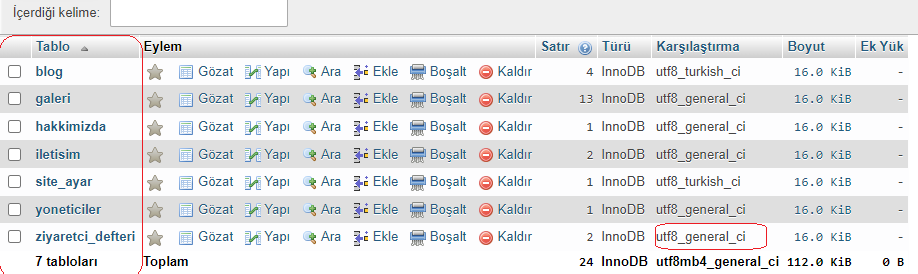 İçerdiği kelime:
Tablo Eylem Satır Türü Karşılaştırma Boyut Ek Yük
blog Gözat Yapı Ara Ekle Boşalt Kaldır 4 InnoDB utf8_turkish_ci 16.0 KiB -
galeri Gözat Yapı Ara Ekle Boşalt Kaldır 13 InnoDB utf8_general_ci 16.0 KiB -
hakkimizda Gözat Yapı Ara Ekle Boşalt Kaldır 1 InnoDB utf8_general_ci 16.0 KiB -
iletisim Gözat Yapı Ara Ekle Boşalt Kaldır 2 InnoDB utf8_general_ci 16.0 KiB -
site_ayar Gözat Yapı Ara Ekle Boşalt Kaldır 1 InnoDB utf8_turkish_ci 16.0 KiB -
yoneticiler Gözat Yapı Ara Ekle Boşalt Kaldır 1 InnoDB utf8_general_ci 16.0 KiB -
ziyaretci_defteri Gözat Yapı Ara Ekle Boşalt Kaldır 2 InnoDB utf8_general_ci 16.0 KiB -
7 tabloları Toplam 24 InnoDB utf8mb4_general_ci 112.0 KiB 0 B